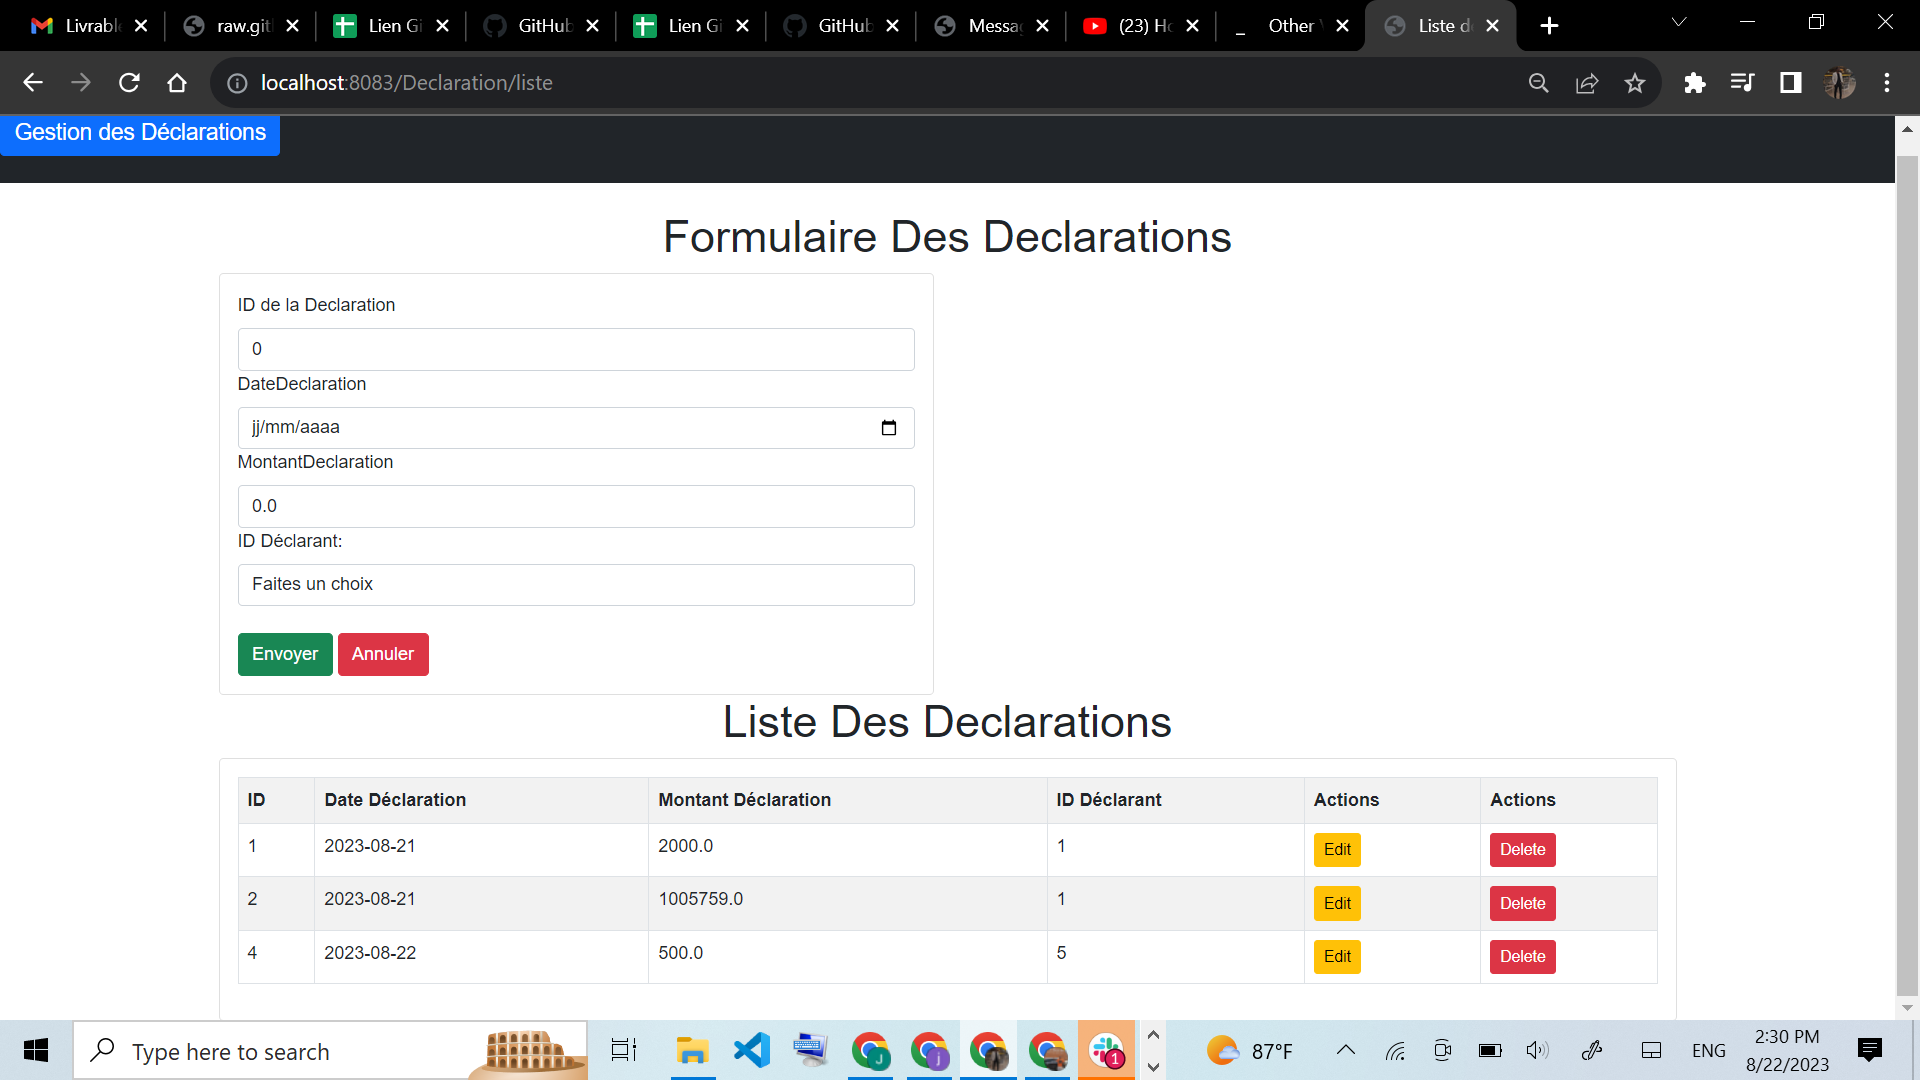 Livrabl
raw.git
Lien Gi
GitHub
Lien Gi
GitHub
Messag
(23) Ho
_ Other
Liste d
localhost:8083/Declaration/liste
Gestion des Déclarations
Formulaire Des Declarations
ID de la Declaration
0
DateDeclaration
jj/mm/aaaa
MontantDeclaration
0.0
ID Déclarant:
Faites un choix
Envoyer Annuler
Liste Des Declarations
ID Date Déclaration Montant Déclaration ID Déclarant Actions Actions
1 2023-08-21 2000.0 1 Edit Delete
2 2023-08-21 1005759.0 1 Edit Delete
4 2023-08-22 500.0 5 Edit Delete
Type here to search
J
j
1
87°F
ENG
2:30 PM
8/22/2023